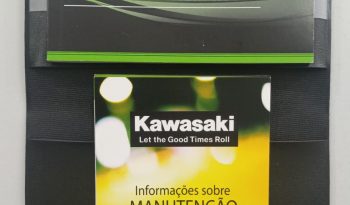 Kawasaki
Let the Good Times Roll
Informações sobre
MANUTENÇÃO